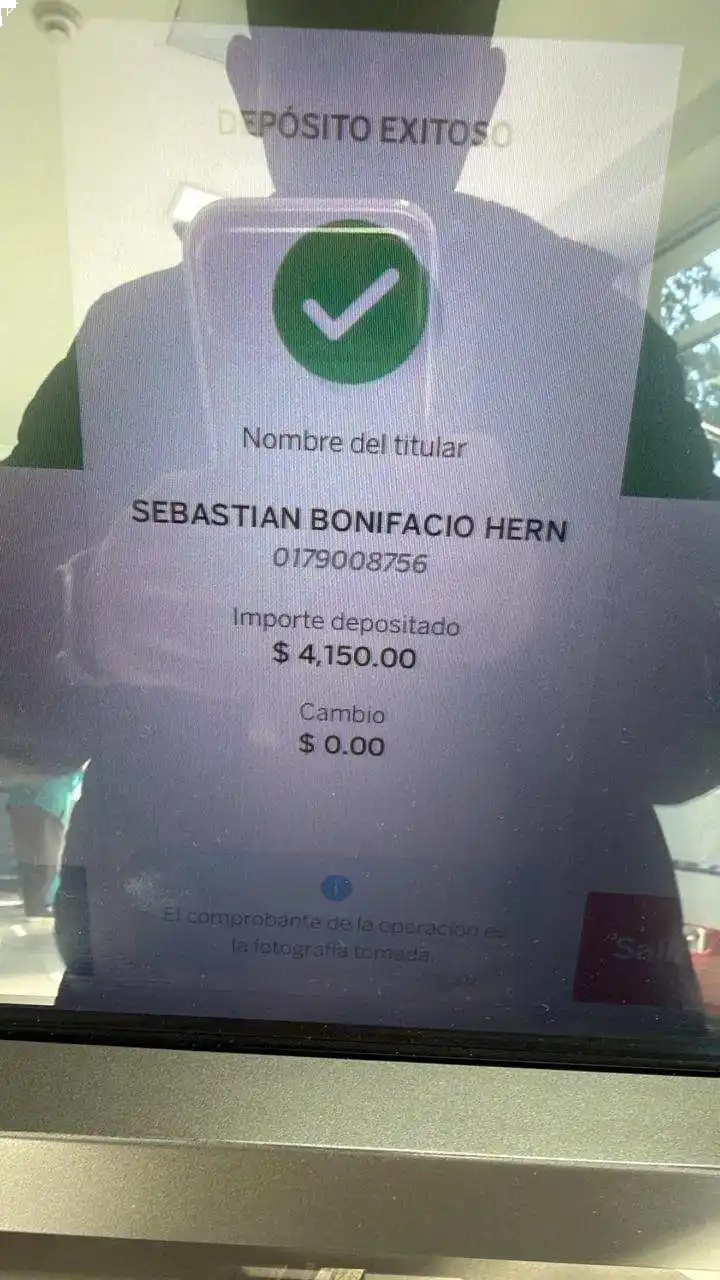 DEPÓSITO EXITOSO
Nombre del titular
SEBASTIAN BONIFACIO HERN
0179008756
Importe depositado
$ 4,150.00
Cambio
$ 0.00
i
El comprobante de la operación es
la fotografía tomada.
Salir